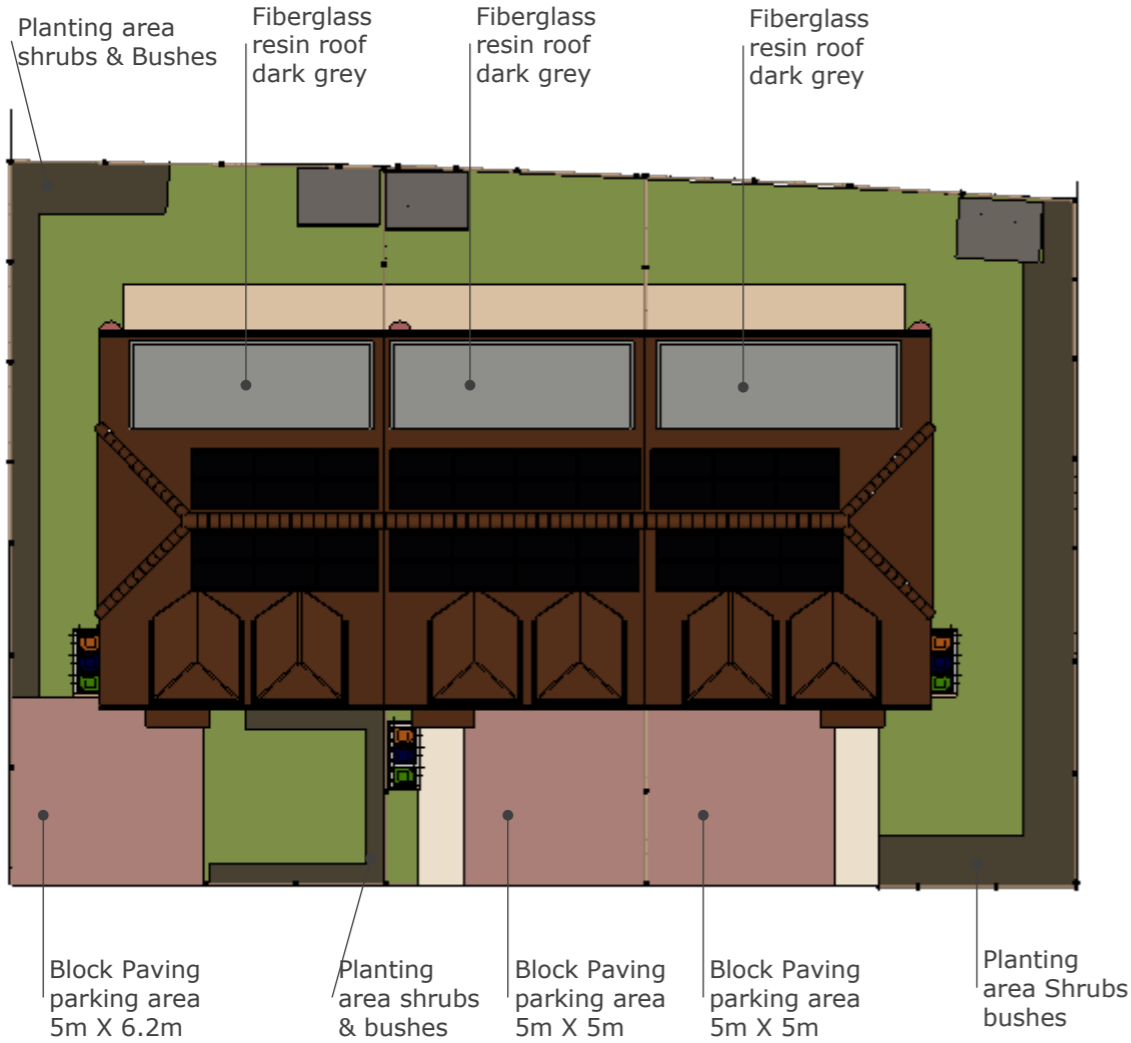 Planting area
shrubs & Bushes
Fiberglass
resin roof
dark grey
Fiberglass
resin roof
dark grey
Fiberglass
resin roof
dark grey
Block Paving
parking area
5m X 6.2m
Planting
area shrubs
& bushes
Block Paving
parking area
5m X 5m
Block Paving
parking area
5m X 5m
Planting
area Shrubs
bushes